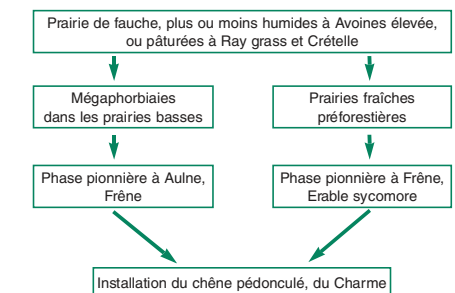 Prairie de fauche, plus ou moins humides à Avoines élevée,
ou pâturées à Ray grass et Crételle
Mégaphorbiaies
dans les prairies basses
Prairies fraîches
préforestières
Phase pionnière à Aulne,
Frêne
Phase pionnière à Frêne,
Erable sycomore
Installation du chêne pédonculé, du Charme